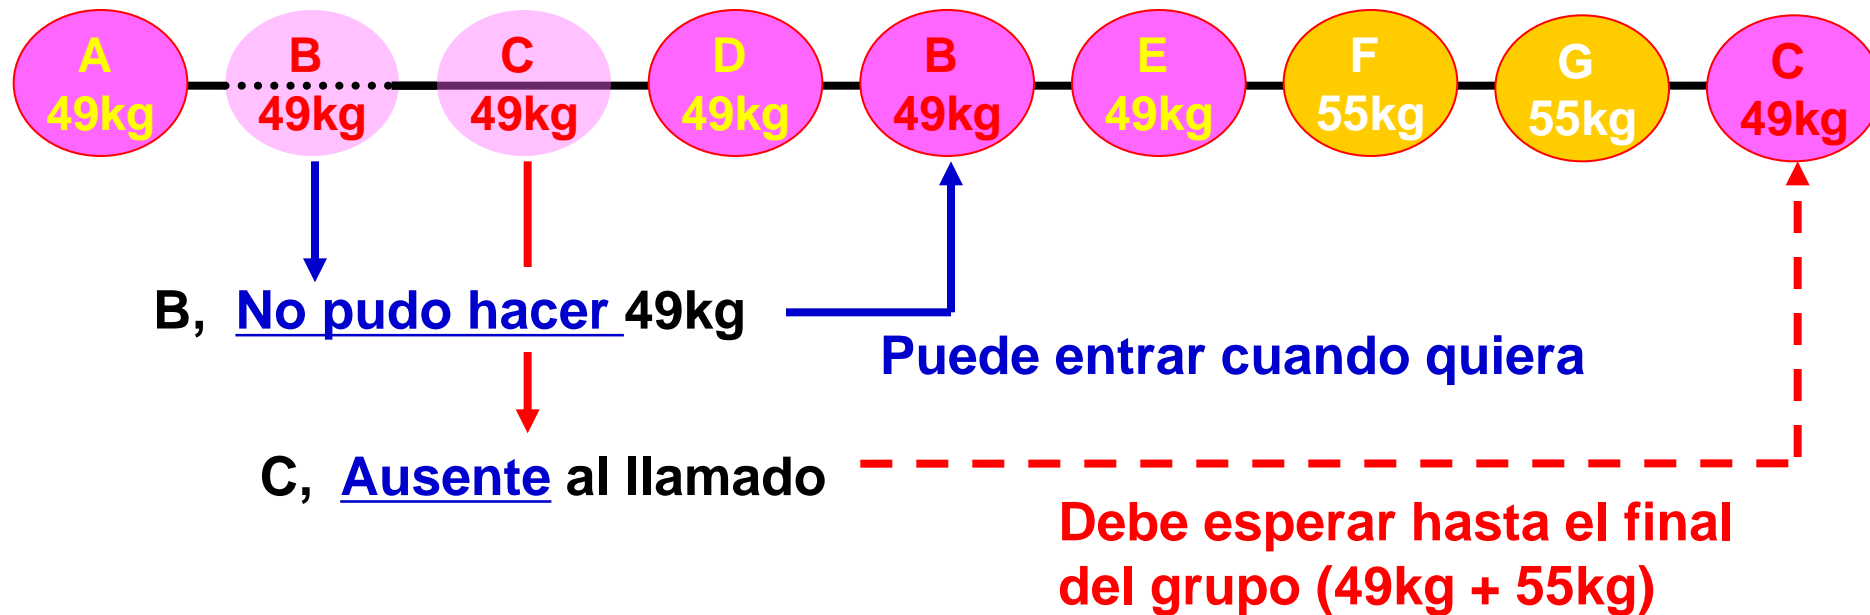 A B C D B E F G C
49kg 49kg 49kg 49kg 49kg 49kg 55kg 55kg 49kg
B, No pudo hacer 49kg
Puede entrar cuando quiera
C, Ausente al llamado
Debe esperar hasta el final
del grupo (49kg + 55kg)